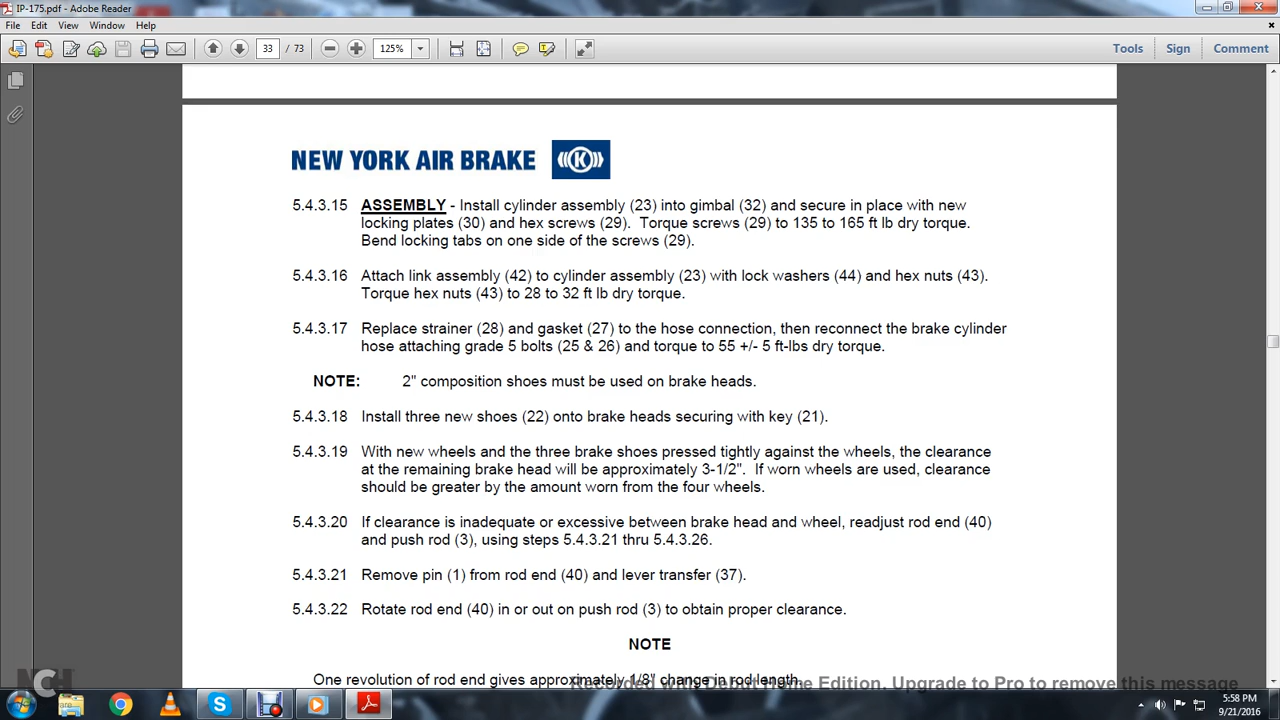 IP-175.pdf - Adobe Reader
File Edit View Window Help
33 / 73 125% Tools Sign Comment
NEW YORK AIR BRAKE K
5.4.3.15 ASSEMBLY - Install cylinder assembly (23) into gimbal (32) and secure in place with new
locking plates (30) and hex screws (29). Torque screws (29) to 135 to 165 ft lb dry torque.
Bend locking tabs on one side of the screws (29).
5.4.3.16 Attach link assembly (42) to cylinder assembly (23) with lock washers (44) and hex nuts (43).
Torque hex nuts (43) to 28 to 32 ft lb dry torque.
5.4.3.17 Replace strainer (28) and gasket (27) to the hose connection, then reconnect the brake cylinder
hose attaching grade 5 bolts (25 & 26) and torque to 55 +/- 5 ft-lbs dry torque.
NOTE: 2" composition shoes must be used on brake heads.
5.4.3.18 Install three new shoes (22) onto brake heads securing with key (21).
5.4.3.19 With new wheels and the three brake shoes pressed tightly against the wheels, the clearance
at the remaining brake head will be approximately 3-1/2". If worn wheels are used, clearance
should be greater by the amount worn from the four wheels.
5.4.3.20 If clearance is inadequate or excessive between brake head and wheel, readjust rod end (40)
and push rod (3), using steps 5.4.3.21 thru 5.4.3.26.
5.4.3.21 Remove pin (1) from rod end (40) and lever transfer (37).
5.4.3.22 Rotate rod end (40) in or out on push rod (3) to obtain proper clearance.
NOTE
One revolution of rod end gives approximately 1/8" change in rod length.
Home Edition. Upgrade to Pro to remove this message
NCH
5:58 PM
9/21/2016